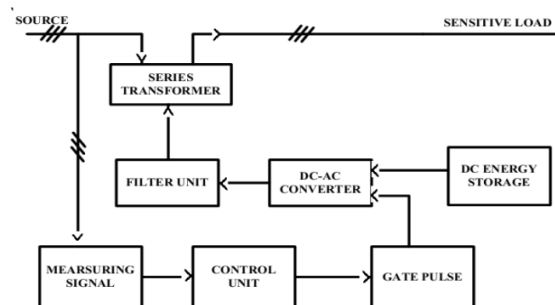 SOURCE
SENSITIVE LOAD
SERIES
TRANSFORMER
FILTER UNIT
DC-AC
CONVERTER
DC ENERGY
STORAGE
MEARSURING
SIGNAL
CONTROL
UNIT
GATE PULSE